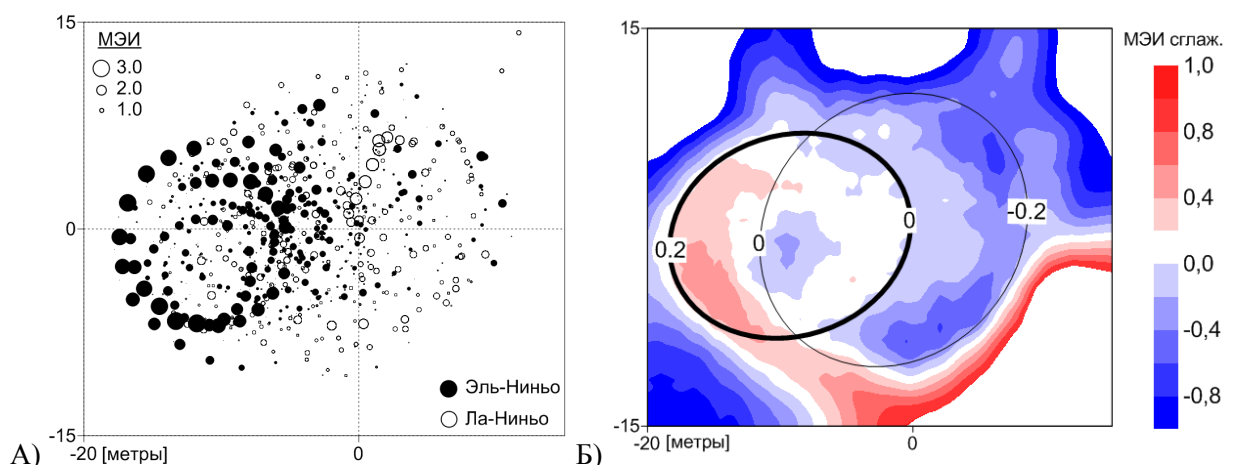 15
МЭИ
3.0
2.0
1.0
0
Эль-Ниньо
Ла-Ниньо
-15
-20 [метры]
0
А)
15
0.2
0
0
-0.2
-15
-20 [метры]
0
Б)
МЭИ сглаж.
1,0
0,8
0,4
0,0
-0,4
-0,8